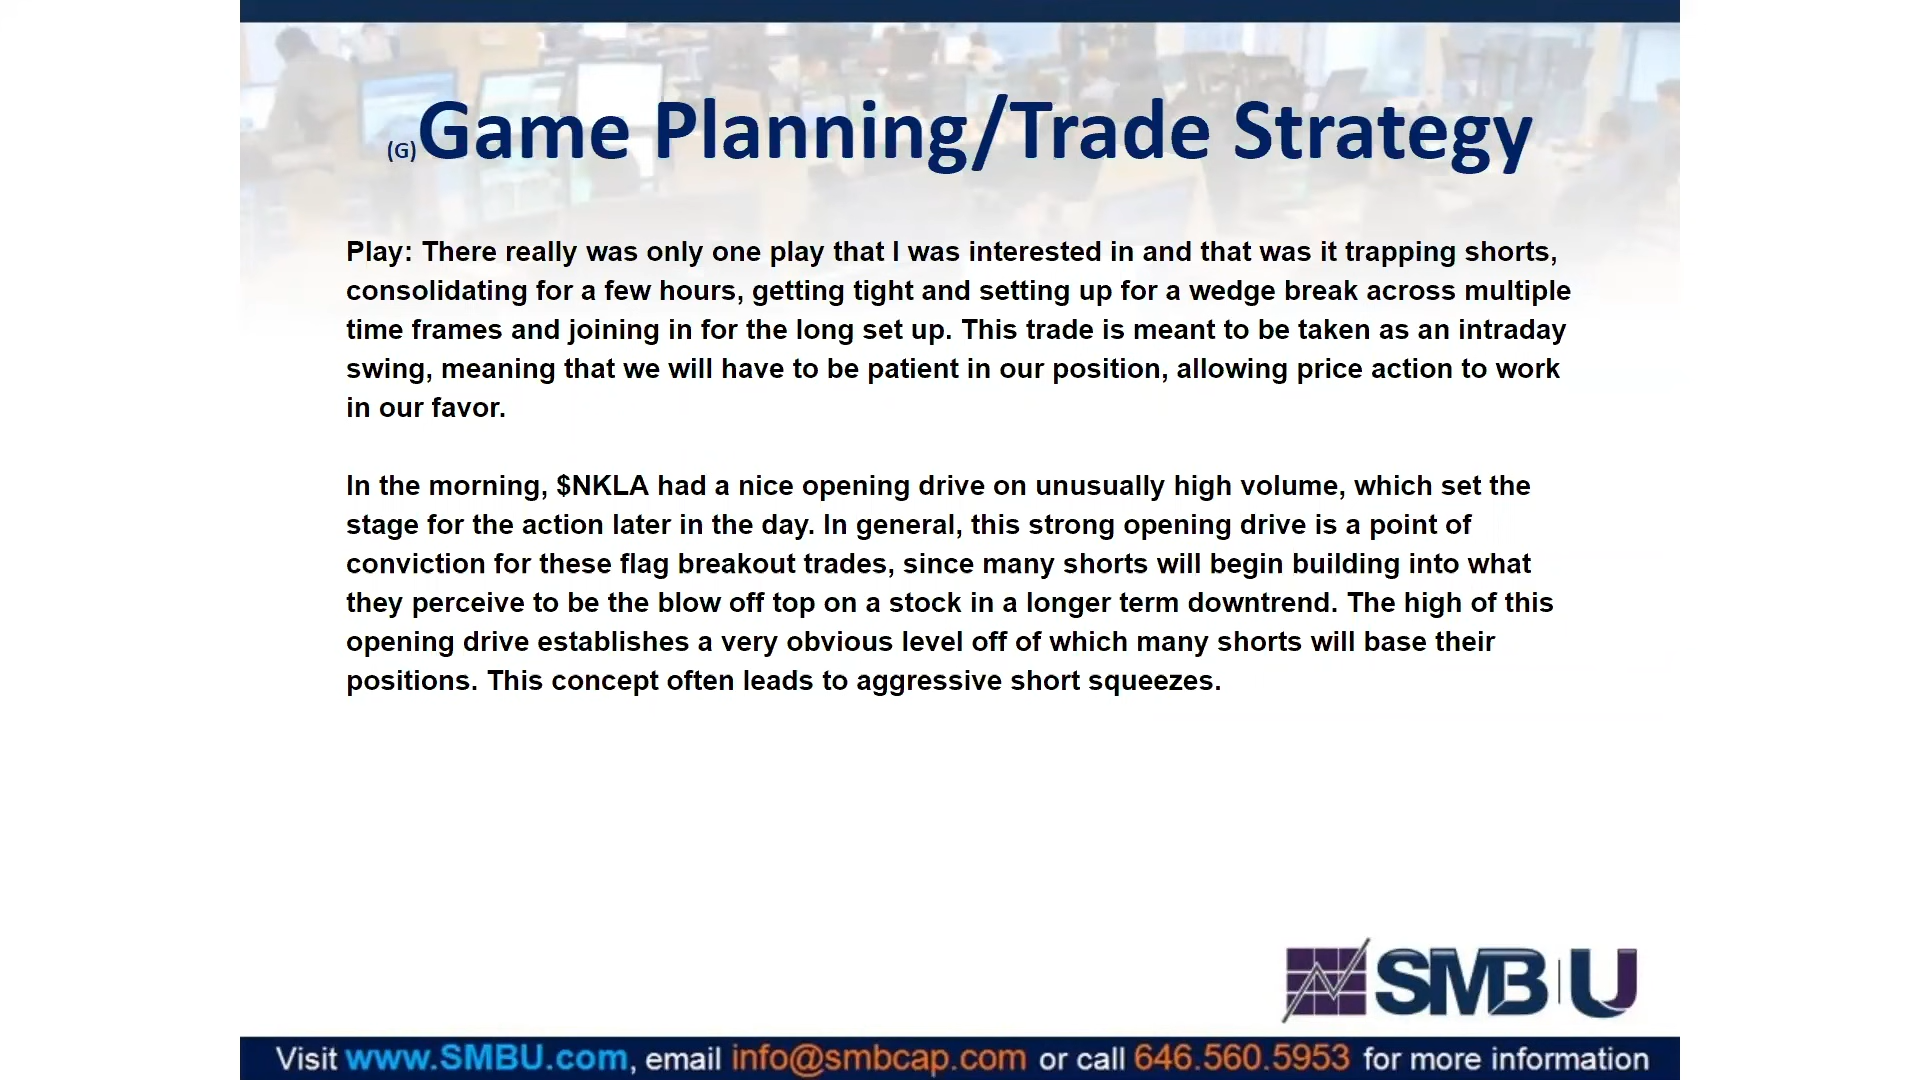 (G)Game Planning/Trade Strategy
Play: There really was only one play that I was interested in and that was it trapping shorts,
consolidating for a few hours, getting tight and setting up for a wedge break across multiple
time frames and joining in for the long set up. This trade is meant to be taken as an intraday
swing, meaning that we will have to be patient in our position, allowing price action to work
in our favor.
In the morning, $NKLA had a nice opening drive on unusually high volume, which set the
stage for the action later in the day. In general, this strong opening drive is a point of
conviction for these flag breakout trades, since many shorts will begin building into what
they perceive to be the blow off top on a stock in a longer term downtrend. The high of this
opening drive establishes a very obvious level off of which many shorts will base their
positions. This concept often leads to aggressive short squeezes.
SMB U
Visit www.SMBU.com, email info@smbcap.com or call 646.560.5953 for more information